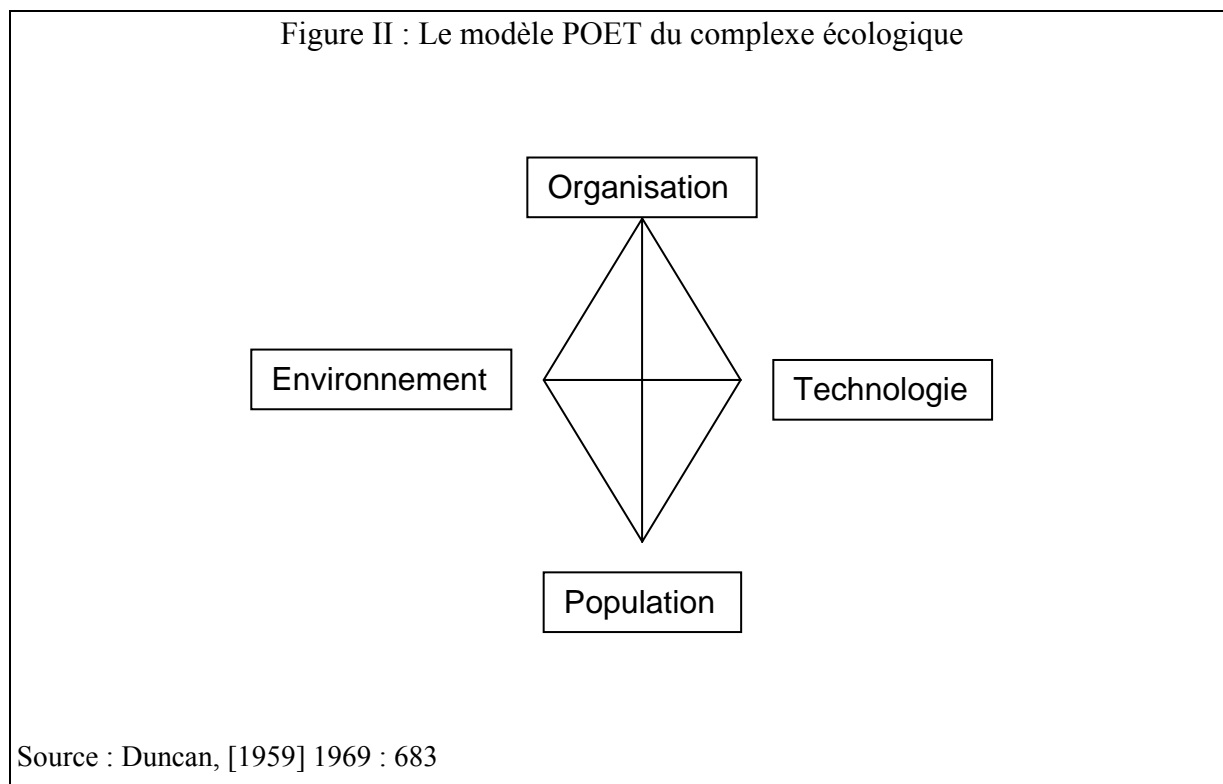 Figure II : Le modèle POET du complexe écologique
Organisation
Environnement
Technologie
Population
Source : Duncan, [1959] 1969 : 683